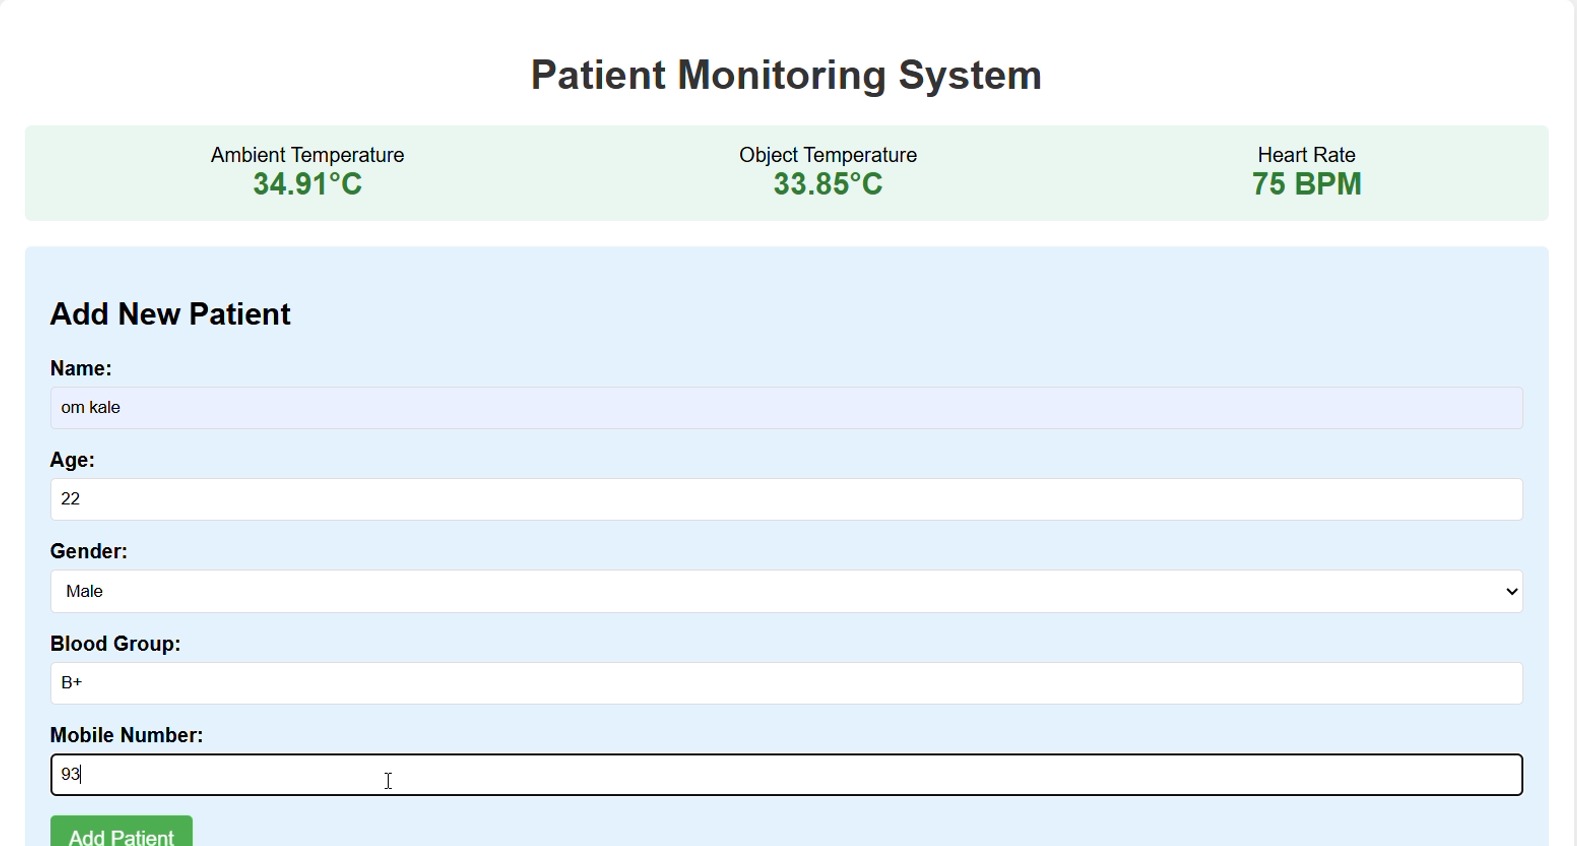 Patient Monitoring System
Ambient Temperature Object Temperature Heart Rate
34.91°C 33.85°C 75 BPM
Add New Patient
Name:
om kale
Age:
22
Gender:
Male
Blood Group:
B+
Mobile Number:
93
Add Patient